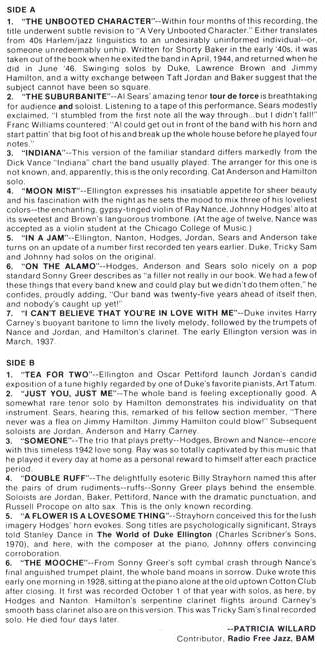 SIDE A
1. "THE UNBOOTED CHARACTER"--Within four months of this recording, the
title underwent subtle revision to "A Very Unbooted Character." Either translates
from 40s Harlem/jazz linguistics to an undesirably uninformed individual--or,
someone unredeemably unhip. Written for Shorty Baker in the early '40s, it was
taken out of the book when he exited the band in April, 1944, and returned when he
did in June '46. Swinging solos by Duke, Lawrence Brown and Jimmy
Hamilton, and a witty exchange between Taft Jordan and Baker suggest that the
subject cannot have been so square.
2. "THE SUBURBANITE"--Al Sears' amazing tenor tour de force is breathtaking
for audience and soloist. Listening to a tape of this performance, Sears modestly
exclaimed, "I stumbled from the first note all the way through...but I didn't fall!"
Franc Williams countered: "Al could get out in front of the band with his horn and
start pattin' that big foot of his and break up the whole house before he played four
notes."
3. "INDIANA"--This version of the familiar standard differs markedly from the
Dick Vance "Indiana" chart the band usually played. The arranger for this one is
not known, and, apparently, this is the only recording. Cat Anderson and Hamilton
solo.
4. "MOON MIST"--Ellington expresses his insatiable appetite for sheer beauty
and his fascination with the night as he sets the mood to mix three of his loveliest
colors--the enchanting, gypsy-tinged violin of Ray Nance, Johnny Hodges' alto at
its sweetest and Brown's languorous trombone. (At the age of twelve, Nance was
accepted as a violin student at the Chicago College of Music.)
5. "IN A JAM"--Ellington, Nanton, Hodges, Jordan, Sears and Anderson take
turns on an update of a number first recorded ten years earlier. Duke, Tricky Sam
and Johnny had solos on the original.
6. "ON THE ALAMO"--Hodges, Anderson and Sears solo nicely on a pop
standard Sonny Greer describes as "a filler not really in our book. We had a few of
these things that every band knew and could play but we didn't do them often," he
confides, proudly adding, "Our band was twenty-five years ahead of itself then,
and nobody's caught up yet!"
7. "I CAN'T BELIEVE THAT YOU'RE IN LOVE WITH ME"--Duke invites Harry
Carney's buoyant baritone to limn the lively melody, followed by the trumpets of
Nance and Jordan, and Hamilton's clarinet. The early Ellington version was in
March, 1937.
SIDE B
1. "TEA FOR TWO"--Ellington and Oscar Pettiford launch Jordan's candid
exposition of a tune highly regarded by one of Duke's favorite pianists, Art Tatum.
2. "JUST YOU, JUST ME"--The whole band is feeling exceptionally good. A
somewhat rare tenor solo by Hamilton demonstrates his individuality on that
instrument. Sears, hearing this, remarked of his fellow section member, "There
never was a flea on Jimmy Hamilton. Jimmy Hamilton could blow!" Subsequent
soloists are Jordan, Anderson, and Harry Carney.
3. "SOMEONE"--The trio that plays pretty--Hodges, Brown and Nance--encore
with this timeless 1942 love song. Ray was so totally captivated by this music that
he played it every day at home as a personal reward to himself after each practice
period.
4. "DOUBLE RUFF"--The delightfully esoteric Billy Strayhorn named this after
the pairs of drum rudiments--ruffs--Sonny Greer plays behind the ensemble.
Soloists are Jordan, Baker, Pettiford, Nance with the dramatic punctuation, and
Russell Procope on alto sax. This is the only known recording.
5. "A FLOWER IS A LOVESOME THING"--Strayhorn conceived this for the lush
imagery Hodges' horn evokes. Song titles are psychologically significant, Strays
told Stanley Dance in The World of Duke Ellington (Charles Scribner's Sons,
1970), and here, with the composer at the piano, Johnny offers convincing
corroboration.
6. "THE MOOCHE"--From Sonny Greer's soft cymbal crash through Nance's
final anguished trumpet plaint, the whole band moans in sorrow. Duke wrote this
early one morning in 1928, sitting at the piano alone at the old uptown Cotton Club
after closing. It first was recorded October 1 of that year with solos, as here, by
Hodges and Nanton. Hamilton's serpentine clarinet flights around Carney's
smooth bass clarinet also are on this version. This was Tricky Sam's final recorded
solo. He died four days later.
--PATRICIA WILLARD
Contributor, Radio Free Jazz, BAM